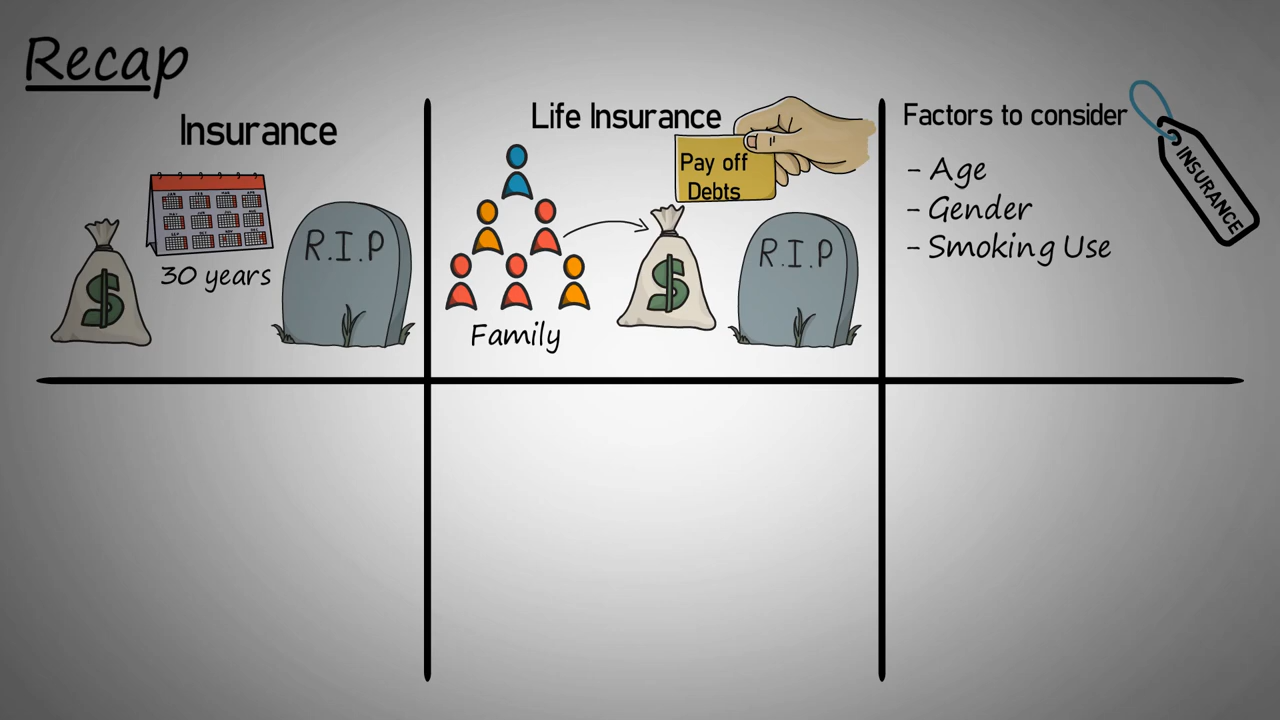 Recap
Insurance
30 years
R.I.P
Life Insurance
Pay off
Debts
Family
R.I.P
Factors to consider
- Age
- Gender
- Smoking Use
INSURANCE